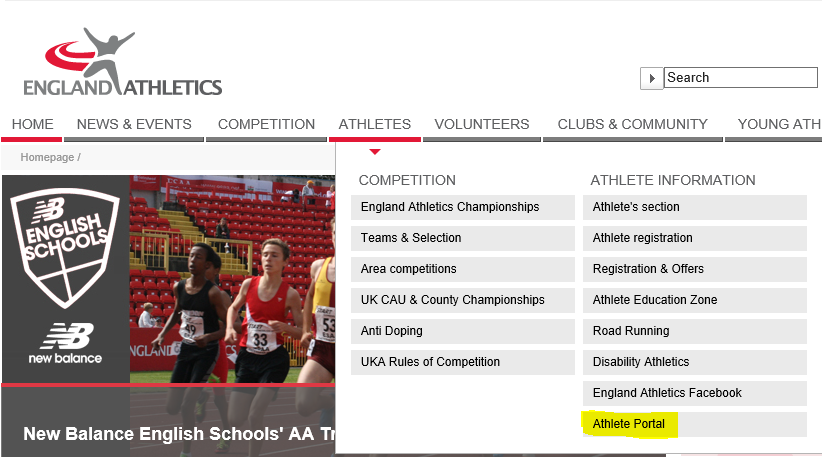 ENGLAND ATHLETICS
Search
HOME NEWS & EVENTS COMPETITION ATHLETES VOLUNTEERS CLUBS & COMMUNITY YOUNG ATH
Homepage /
COMPETITION
England Athletics Championships
Teams & Selection
Area competitions
UK CAU & County Championships
Anti Doping
UKA Rules of Competition
ATHLETE INFORMATION
Athlete's section
Athlete registration
Registration & Offers
Athlete Education Zone
Road Running
Disability Athletics
England Athletics Facebook
Athlete Portal
NB
ENGLISH
SCHOOLS
NB
new balance
49
33
53
New Balance English Schools' AA Tr